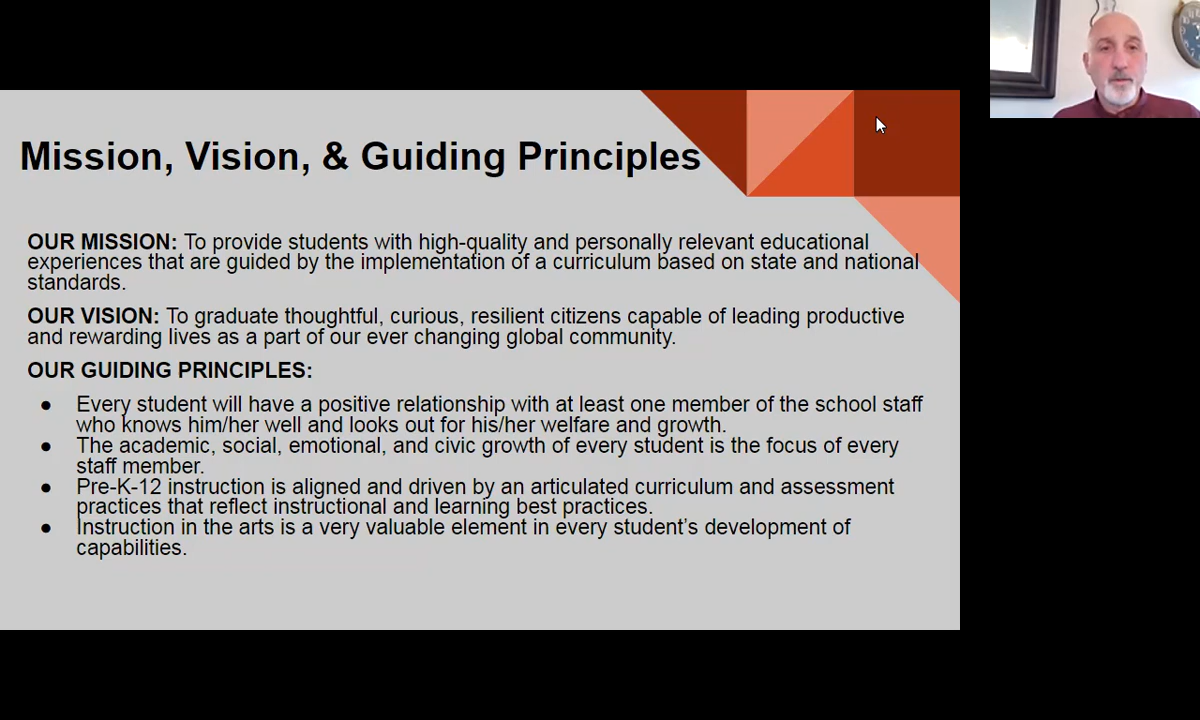 Mission, Vision, & Guiding Principles
OUR MISSION: To provide students with high-quality and personally relevant educational
experiences that are guided by the implementation of a curriculum based on state and national
standards.
OUR VISION: To graduate thoughtful, curious, resilient citizens capable of leading productive
and rewarding lives as a part of our ever changing global community.
OUR GUIDING PRINCIPLES:
● Every student will have a positive relationship with at least one member of the school staff
who knows him/her well and looks out for his/her welfare and growth.
● The academic, social, emotional, and civic growth of every student is the focus of every
staff member.
● Pre-K-12 instruction is aligned and driven by an articulated curriculum and assessment
practices that reflect instructional and learning best practices.
● Instruction in the arts is a very valuable element in every student’s development of
capabilities.